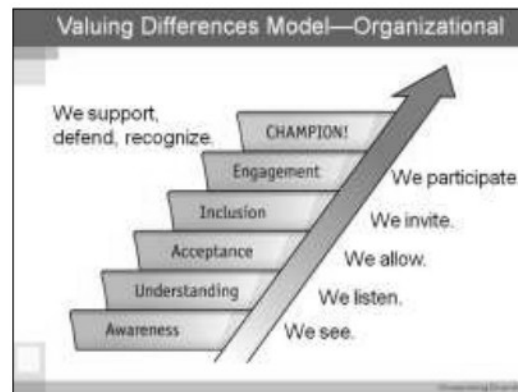 Valuing Differences Model—Organizational
We support,
defend, recognize.
CHAMPION!
Engagement
We participate.
Inclusion
We invite.
Acceptance
We allow.
Understanding
We listen.
Awareness
We see.